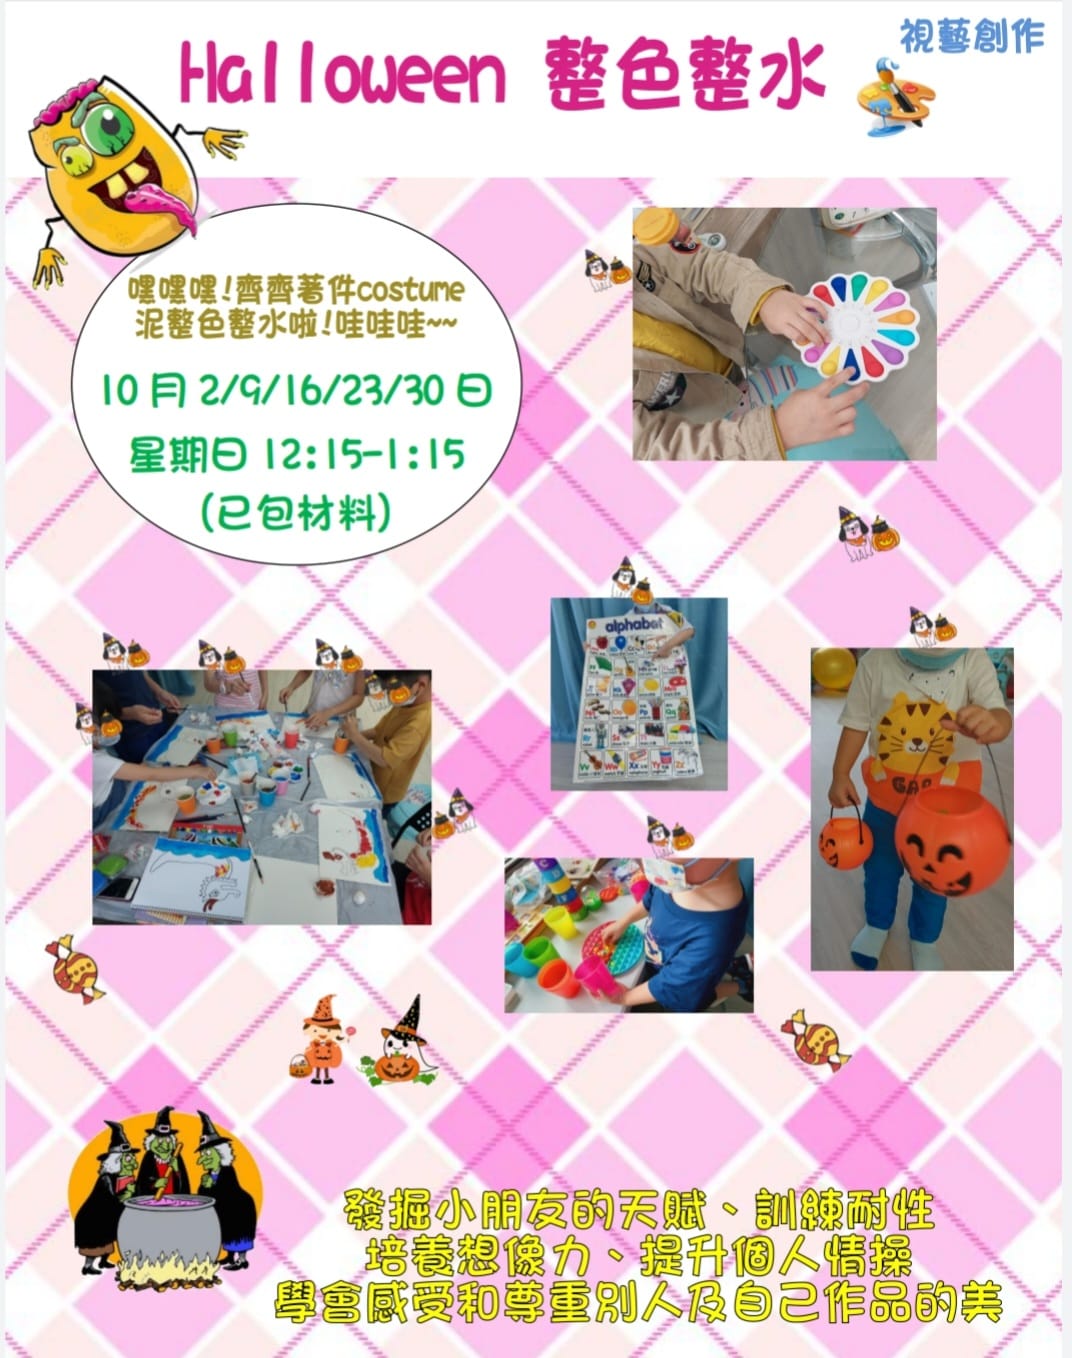 視藝創作
Halloween 整色整水
嘿嘿嘿!齊齊著件costume
泥整色整水啦!哇哇哇~~
10 月 2/9/16/23/30 日
星期日 12:15-1:15
(已包材料)
alphabet
發掘小朋友的天賦、訓練耐性
培養想像力、提升個人情操
學會感受和尊重別人及自己作品的美